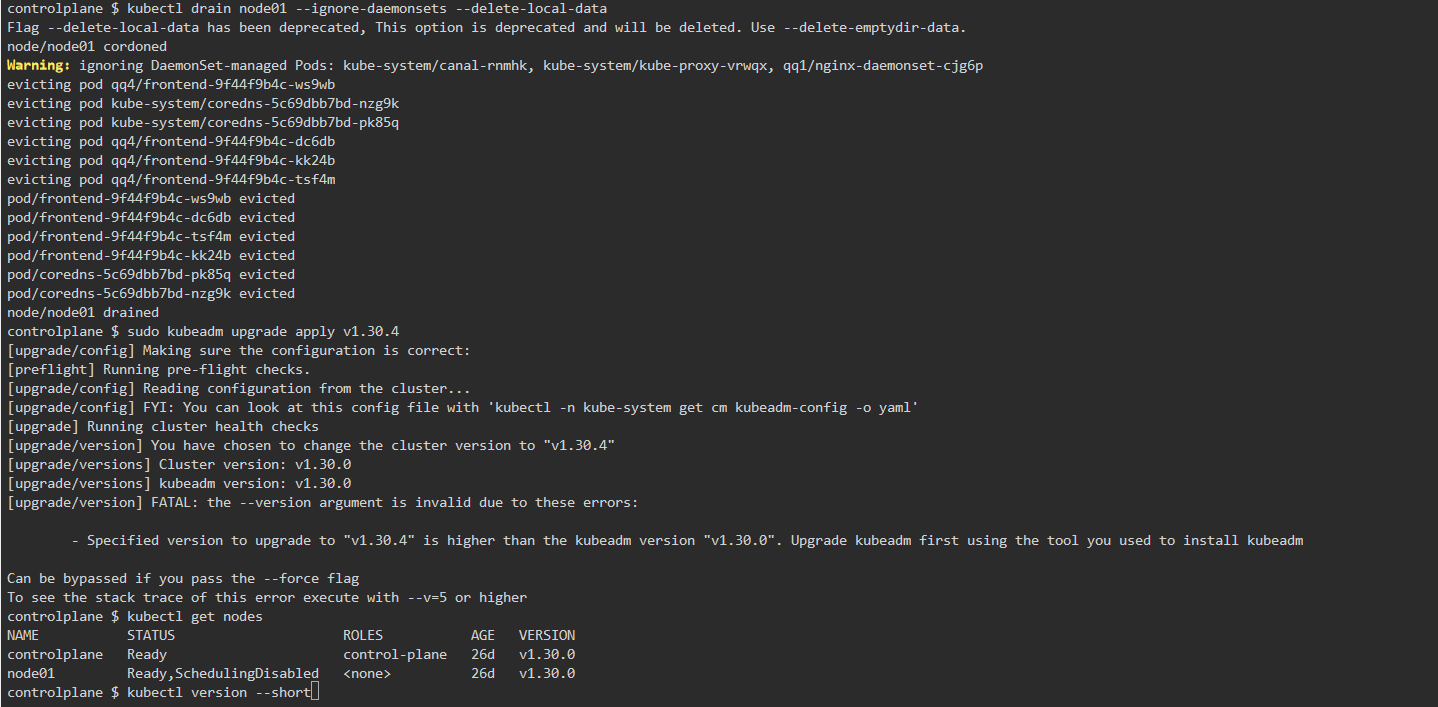 controlplane $ kubectl drain node01 --ignore-daemonsets --delete-local-data
Flag --delete-local-data has been deprecated, This option is deprecated and will be deleted. Use --delete-emptydir-data.
node/node01 cordoned
Warning: ignoring DaemonSet-managed Pods: kube-system/canal-rnmhk, kube-system/kube-proxy-vrwqx, qq1/nginx-daemonset-cjg6p
evicting pod qq4/frontend-9f44f9b4c-ws9wb
evicting pod kube-system/coredns-5c69dbb7bd-nzg9k
evicting pod kube-system/coredns-5c69dbb7bd-pk85q
evicting pod qq4/frontend-9f44f9b4c-dc6db
evicting pod qq4/frontend-9f44f9b4c-kk24b
evicting pod qq4/frontend-9f44f9b4c-tsf4m
pod/frontend-9f44f9b4c-ws9wb evicted
pod/frontend-9f44f9b4c-dc6db evicted
pod/frontend-9f44f9b4c-tsf4m evicted
pod/frontend-9f44f9b4c-kk24b evicted
pod/coredns-5c69dbb7bd-pk85q evicted
pod/coredns-5c69dbb7bd-nzg9k evicted
node/node01 drained
controlplane $ sudo kubeadm upgrade apply v1.30.4
[upgrade/config] Making sure the configuration is correct:
[preflight] Running pre-flight checks.
[upgrade/config] Reading configuration from the cluster...
[upgrade/config] FYI: You can look at this config file with 'kubectl -n kube-system get cm kubeadm-config -o yaml'
[upgrade] Running cluster health checks
[upgrade/version] You have chosen to change the cluster version to "v1.30.4"
[upgrade/versions] Cluster version: v1.30.0
[upgrade/versions] kubeadm version: v1.30.0
[upgrade/version] FATAL: the --version argument is invalid due to these errors:

        - Specified version to upgrade to "v1.30.4" is higher than the kubeadm version "v1.30.0". Upgrade kubeadm first using the tool you used to install kubeadm

Can be bypassed if you pass the --force flag
To see the stack trace of this error execute with --v=5 or higher
controlplane $ kubectl get nodes
NAME           STATUS                     ROLES           AGE   VERSION
controlplane   Ready                      control-plane   26d   v1.30.0
node01         Ready,SchedulingDisabled   <none>          26d   v1.30.0
controlplane $ kubectl version --short